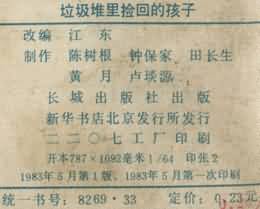 垃圾堆里捡回的孩子
改编 江东
制作 陈树根 钟保家 田长生
黄月 卢琰源
长城出版社出版
新华书店北京发行所发行
二二〇七工厂印刷
开本787×1092毫米1/64 印张2
1983年5月第1版、1983年5月第一次印刷
统一书号：8269·33 定价：0.23元